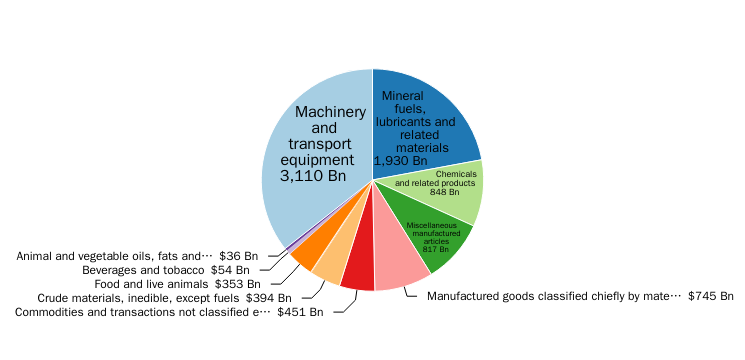 Machinery
and
transport
equipment
3,110 Bn
Mineral
fuels,
lubricants and
related
materials
1,930 Bn
Chemicals
and related products
848 Bn
Miscellaneous
manufactured
articles
817 Bn
Animal and vegetable oils, fats and… $36 Bn
Beverages and tobacco $54 Bn
Food and live animals $353 Bn
Crude materials, inedible, except fuels $394 Bn
Commodities and transactions not classified e… $451 Bn
Manufactured goods classified chiefly by mate… $745 Bn